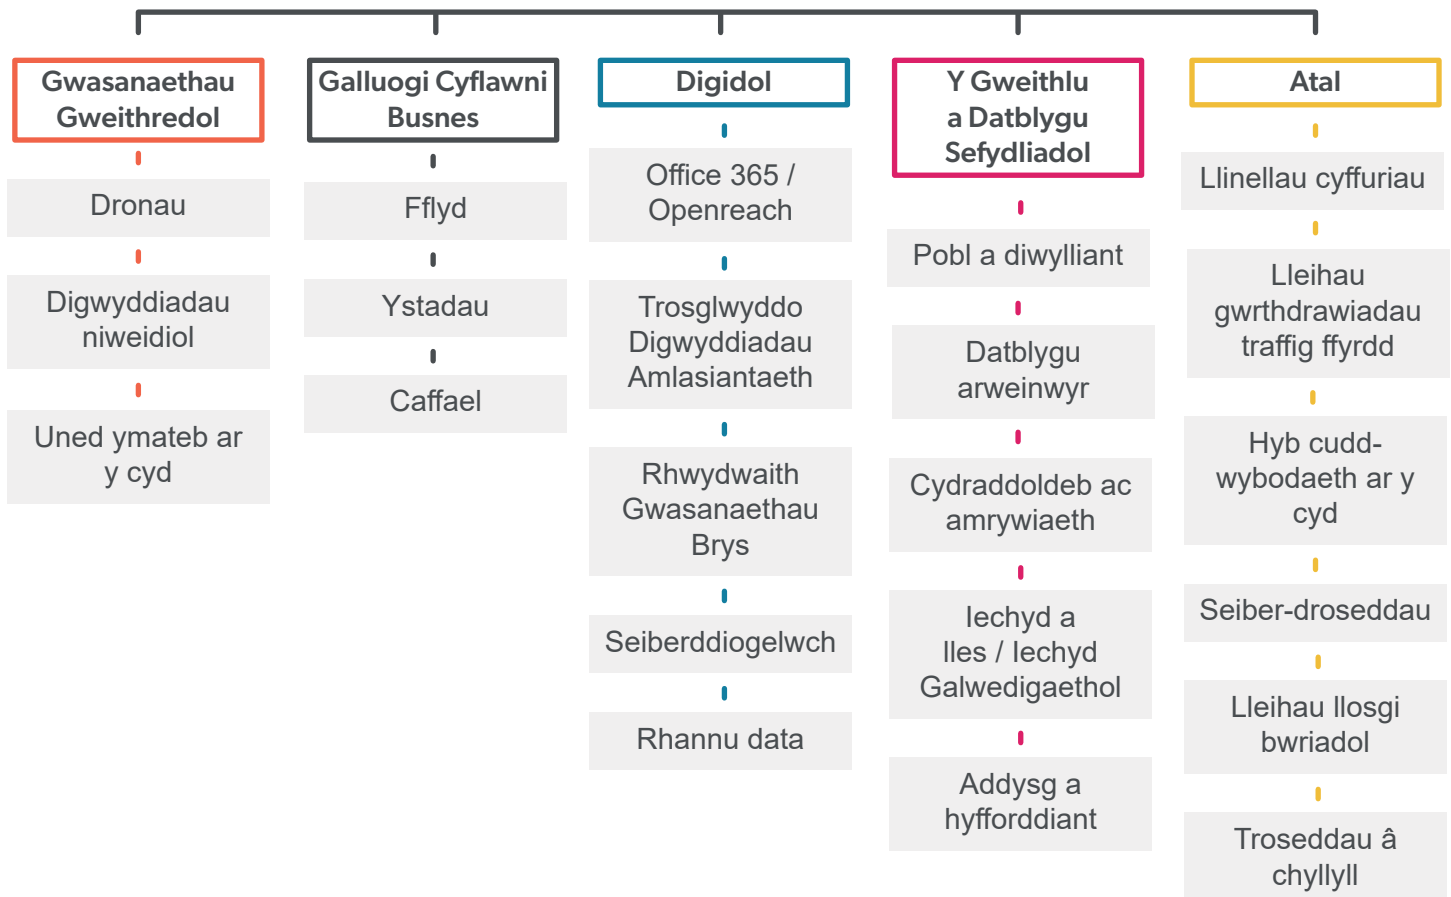 Gwasanaethau
Gweithredol
Dronau
Digwyddiadau
niweidiol
Uned ymateb ar
y cyd
Galluogi Cyflawni
Busnes
Fflyd
Ystadau
Caffael
Digidol
Office 365 /
Openreach
Trosglwyddo
Digwyddiadau
Amlasiantaeth
Rhwydwaith
Gwasanaethau
Brys
Seiberddiogelwch
Rhannu data
Y Gweithlu
a Datblygu
Sefydliadol
Pobl a diwylliant
Datblygu
arweinwyr
Cydraddoldeb ac
amrywiaeth
Iechyd a
lles / Iechyd
Galwedigaethol
Addysg a
hyfforddiant
Atal
Llinellau cyffuriau
Lleihau
gwrthdrawiadau
traffig ffyrdd
Hyb cudd-
wybodaeth ar y
cyd
Seiber-droseddau
Lleihau llosgi
bwriadol
Troseddau â
chyllyll